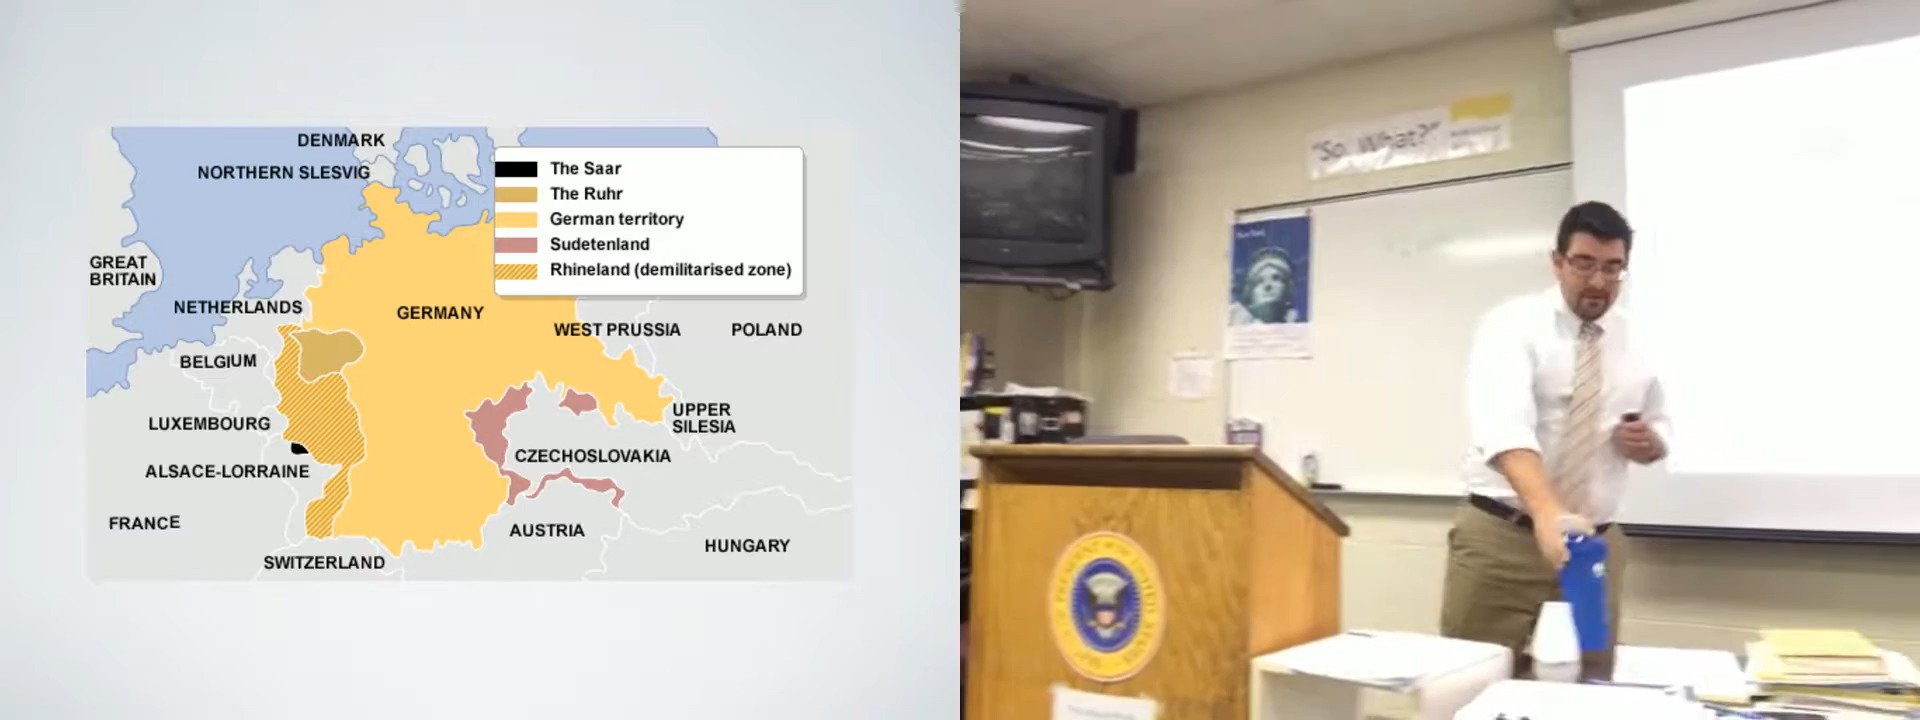 DENMARK
NORTHERN SLESVIG
The Saar
The Ruhr
German territory
Sudetenland
Rhineland (demilitarised zone)
GREAT
BRITAIN
NETHERLANDS
GERMANY
WEST PRUSSIA
POLAND
BELGIUM
LUXEMBOURG
UPPER
SILESIA
CZECHOSLOVAKIA
ALSACE-LORRAINE
FRANCE
AUSTRIA
SWITZERLAND
HUNGARY
"So What?"